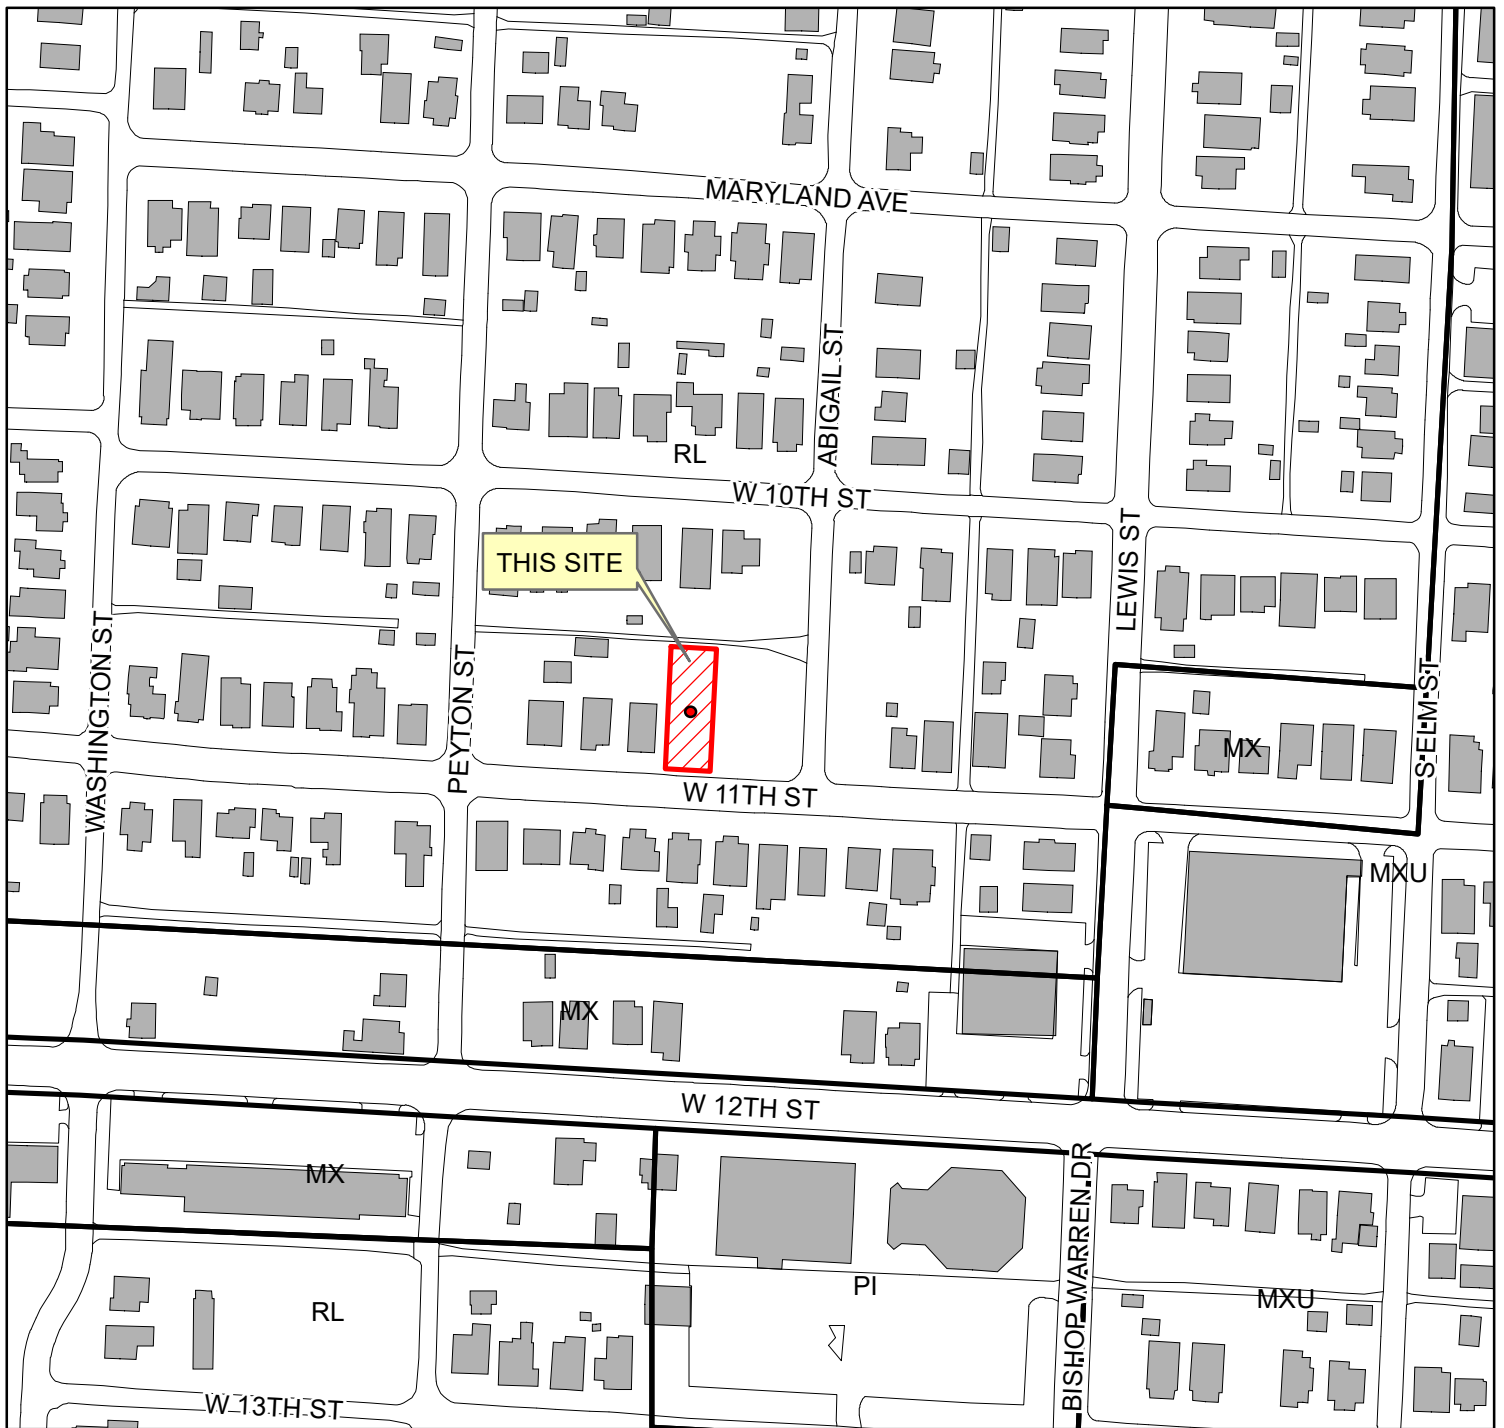 MARYLAND AVE
ABIGAIL ST
RL
W 10TH ST
THIS SITE
LEWIS ST
WASHINGTON ST
PEYTON ST
S ELM ST
MX
W 11TH ST
MXU
MX
W 12TH ST
MX
BISHOP WARREN DR
PI
MXU
RL
W 13TH ST